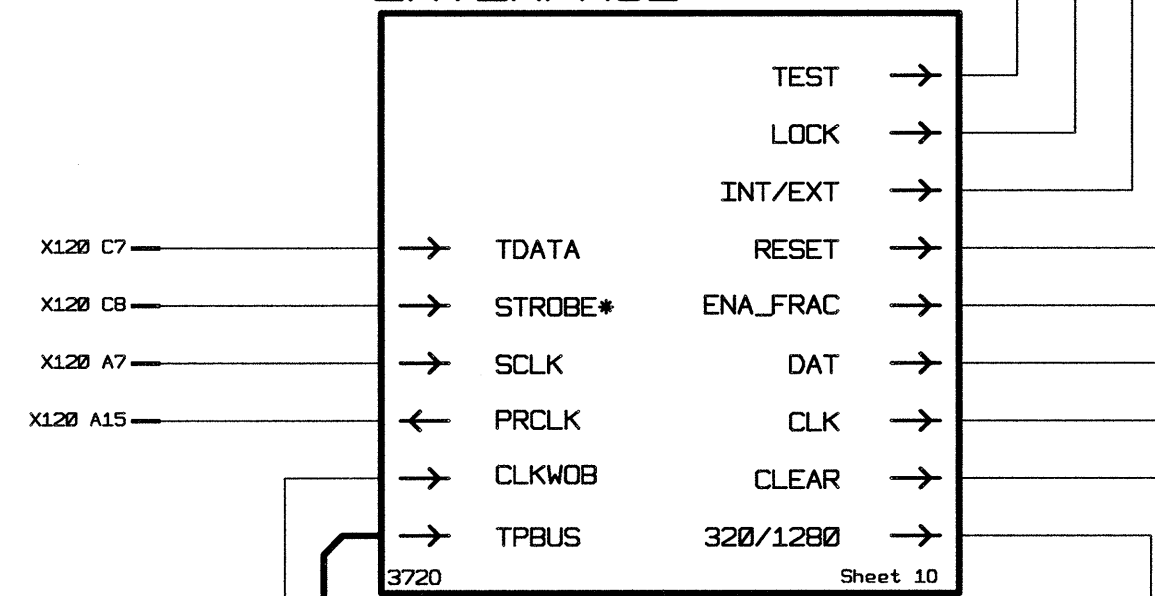 TEST
LOCK
INT/EXT
X120 C7 TDATA RESET
X120 C8 STROBE* ENA_FRAC
X120 A7 SCLK DAT
X120 A15 PRCLK CLK
CLKWOB CLEAR
TPBUS 320/1280
3720 Sheet 10